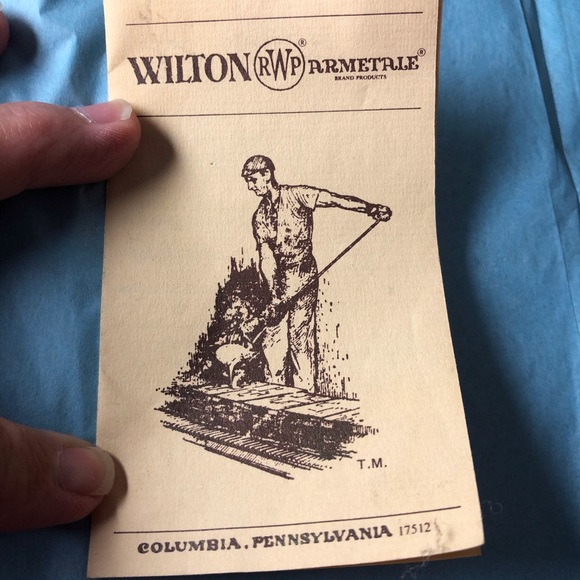 WILTON RWP® ARMETALE®
BRAND PRODUCTS
T.M.
COLUMBIA, PENNSYLVANIA 17512